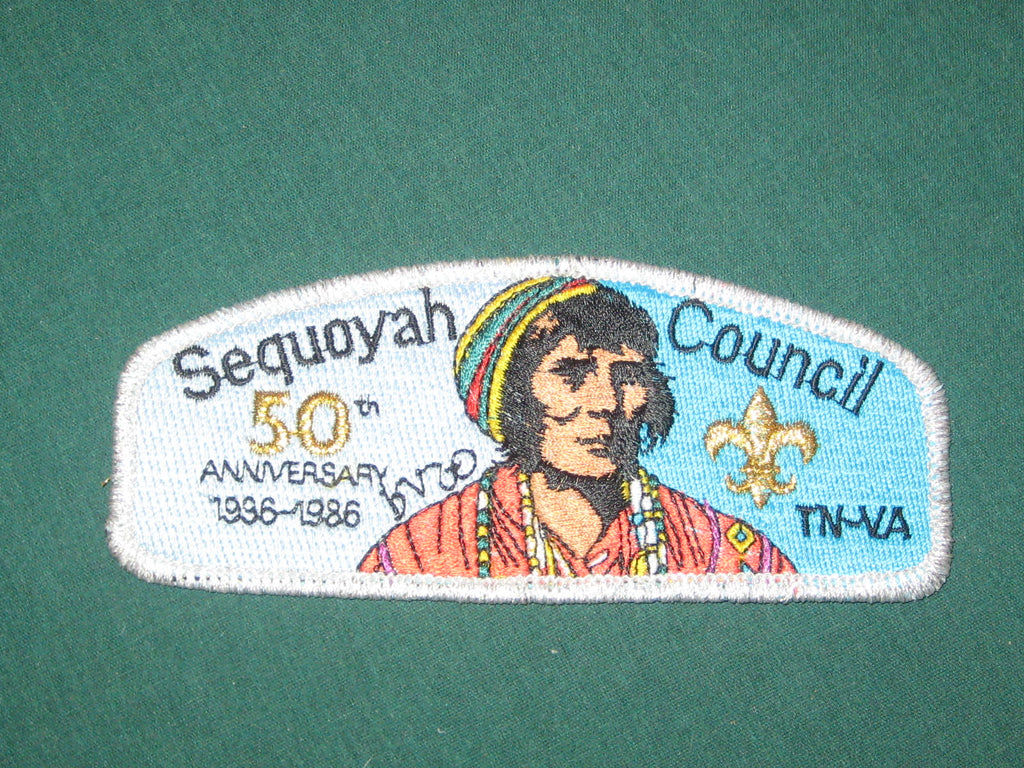 Sequoyah Council
50th
ANNIVERSARY
1936-1986
TN-VA